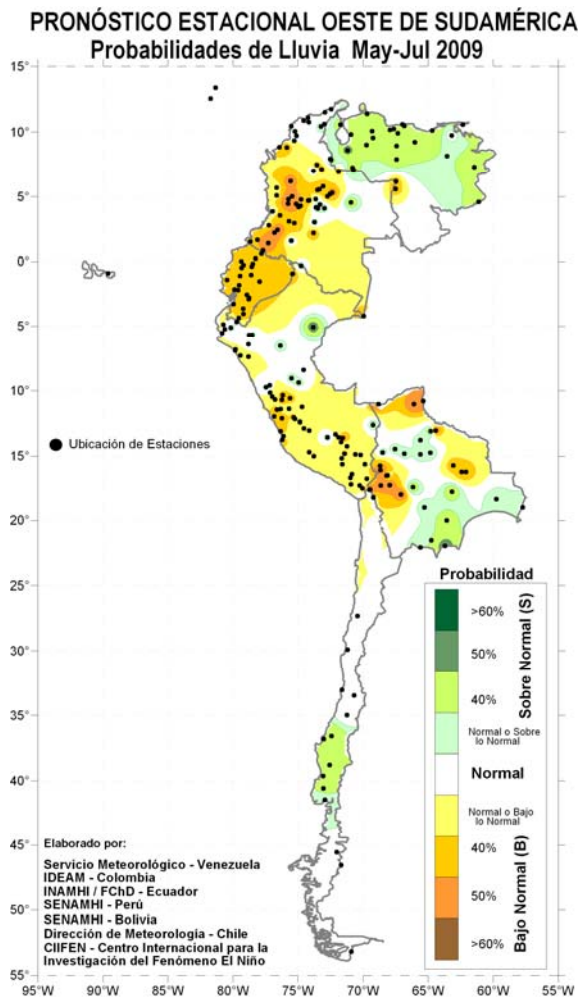 PRONÓSTICO ESTACIONAL OESTE DE SUDAMÉRICA
Probabilidades de Lluvia May-Jul 2009
15°
10°
5°
0°
5°
10°
15°
20°
25°
30°
35°
40°
45°
50°
55°
95°W
90°W
85°W
80°W
75°W
70°W
65°W
60°W
55°W
Ubicación de Estaciones
Probabilidad
>60%
50%
40%
Normal o Sobre
lo Normal
Normal
Normal o Bajo
lo Normal
40%
50%
>60%
Sobre Normal (S)
Bajo Normal (B)
Elaborado por:
Servicio Meteorológico - Venezuela
IDEAM - Colombia
INAMHI / FChD - Ecuador
SENAMHI - Perú
SENAMHI - Bolivia
Dirección de Meteorología - Chile
CIIFEN - Centro Internacional para la
Investigación del Fenómeno El Niño